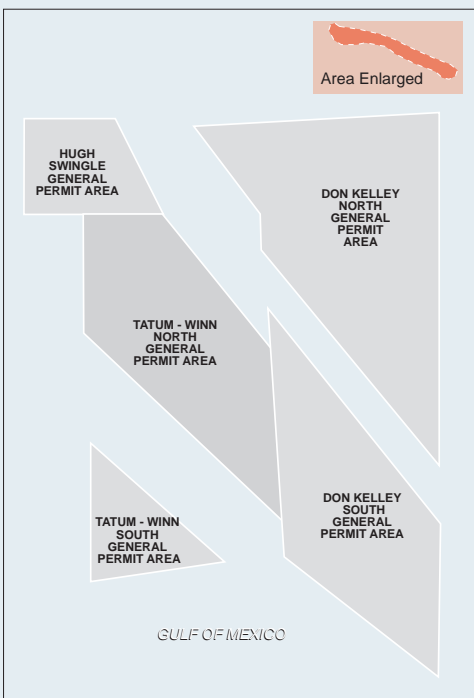 Area Enlarged
HUGH
SWINGLE
GENERAL
PERMIT AREA
DON KELLEY
NORTH
GENERAL
PERMIT
AREA
TATUM - WINN
NORTH
GENERAL
PERMIT AREA
DON KELLEY
SOUTH
GENERAL
PERMIT AREA
TATUM - WINN
SOUTH
GENERAL
PERMIT AREA
GULF OF MEXICO